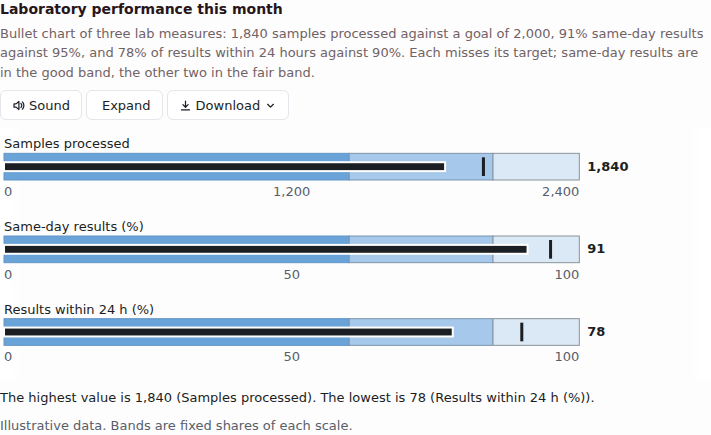 Laboratory performance this month
Bullet chart of three lab measures: 1,840 samples processed against a goal of 2,000, 91% same-day results
against 95%, and 78% of results within 24 hours against 90%. Each misses its target; same-day results are
in the good band, the other two in the fair band.
Sound Expand Download
Samples processed
1,840
0 1,200 2,400
Same-day results (%)
91
0 50 100
Results within 24 h (%)
78
0 50 100
The highest value is 1,840 (Samples processed). The lowest is 78 (Results within 24 h (%)).
Illustrative data. Bands are fixed shares of each scale.